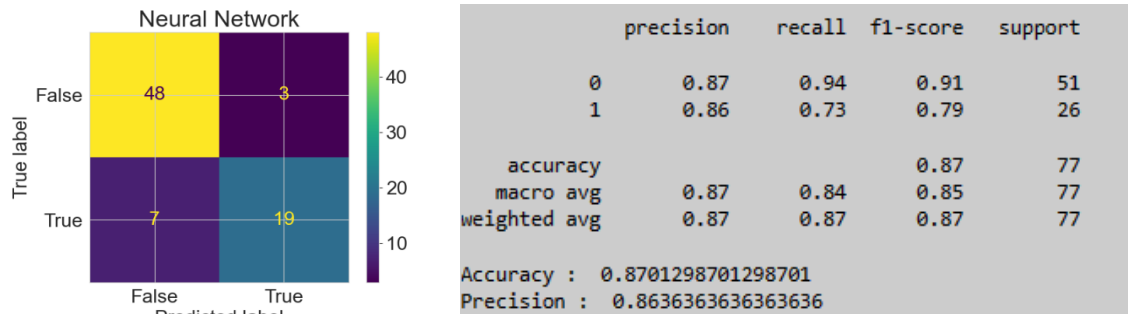 Neural Network
True label
False
True
48
3
7
19
40
30
20
10
False True
Predicted label
precision recall f1-score support
0 0.87 0.94 0.91 51
1 0.86 0.73 0.79 26
accuracy 0.87 77
macro avg 0.87 0.84 0.85 77
weighted avg 0.87 0.87 0.87 77
Accuracy : 0.8701298701298701
Precision : 0.8636363636363636